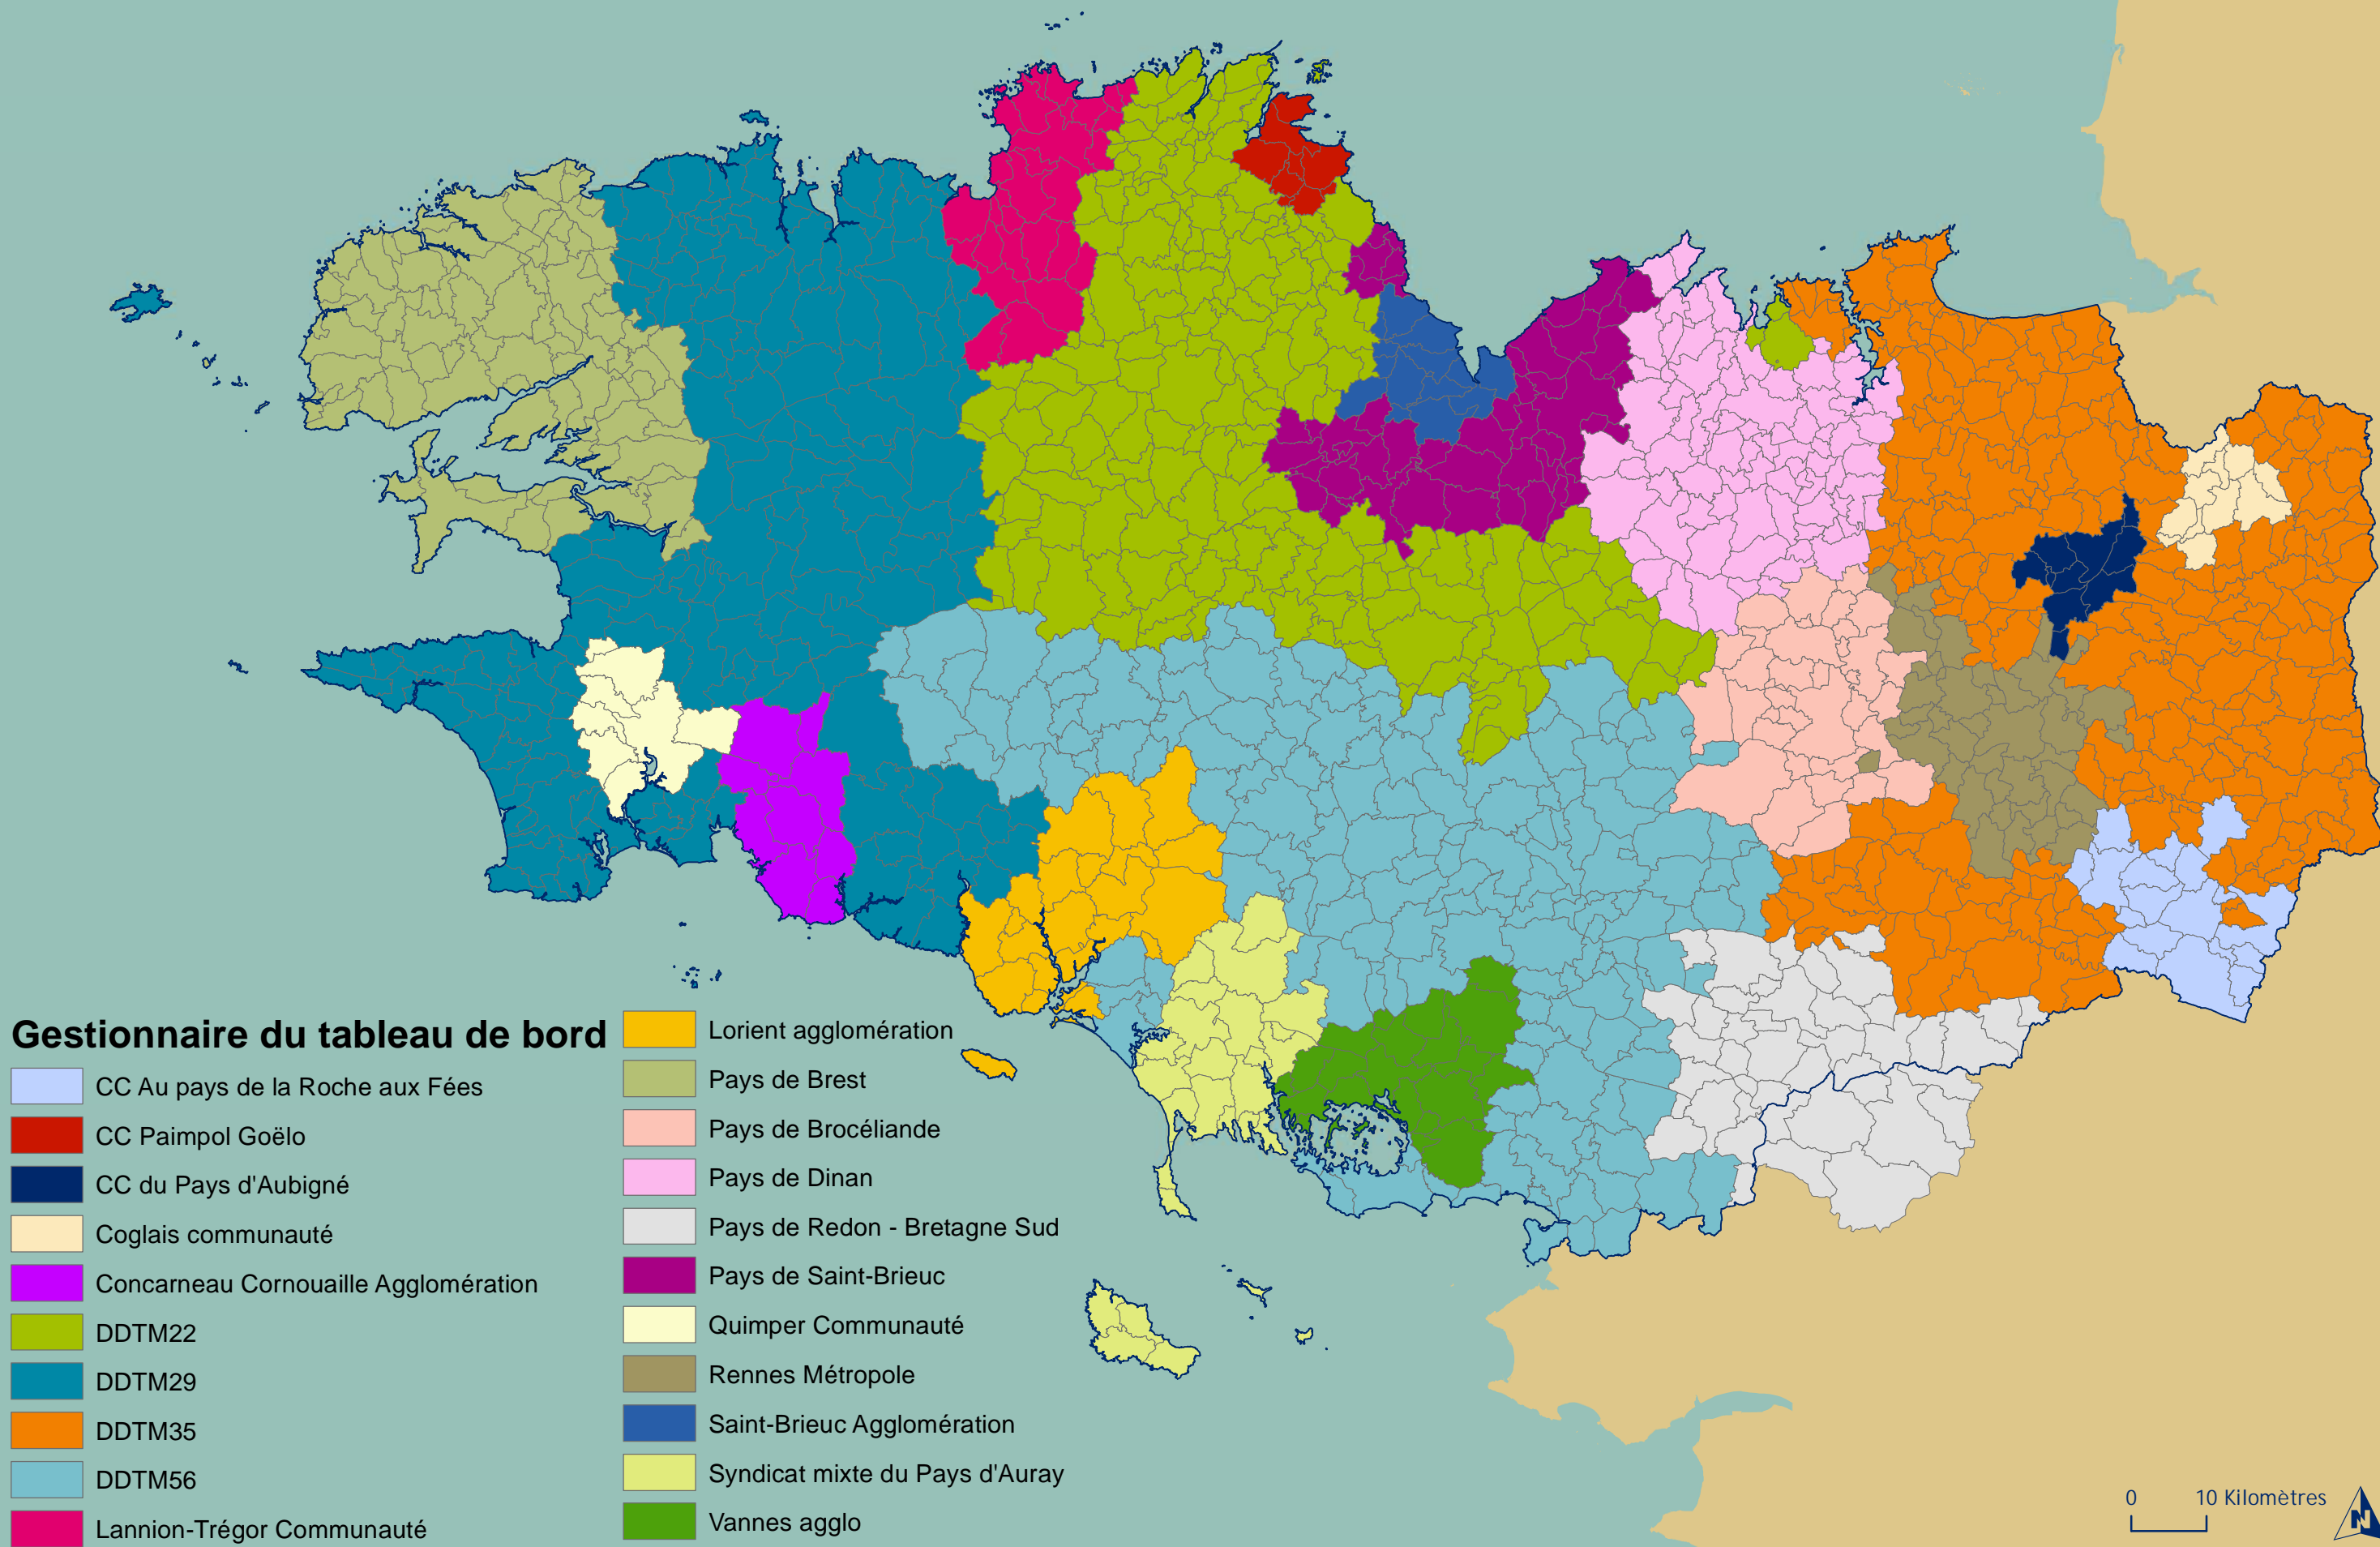 Gestionnaire du tableau de bord
CC Au pays de la Roche aux Fées
CC Paimpol Goëlo
CC du Pays d'Aubigné
Coglais communauté
Concarneau Cornouaille Agglomération
DDTM22
DDTM29
DDTM35
DDTM56
Lannion-Trégor Communauté
Lorient agglomération
Pays de Brest
Pays de Brocéliande
Pays de Dinan
Pays de Redon - Bretagne Sud
Pays de Saint-Brieuc
Quimper Communauté
Rennes Métropole
Saint-Brieuc Agglomération
Syndicat mixte du Pays d'Auray
Vannes agglo
0 10 Kilomètres
N